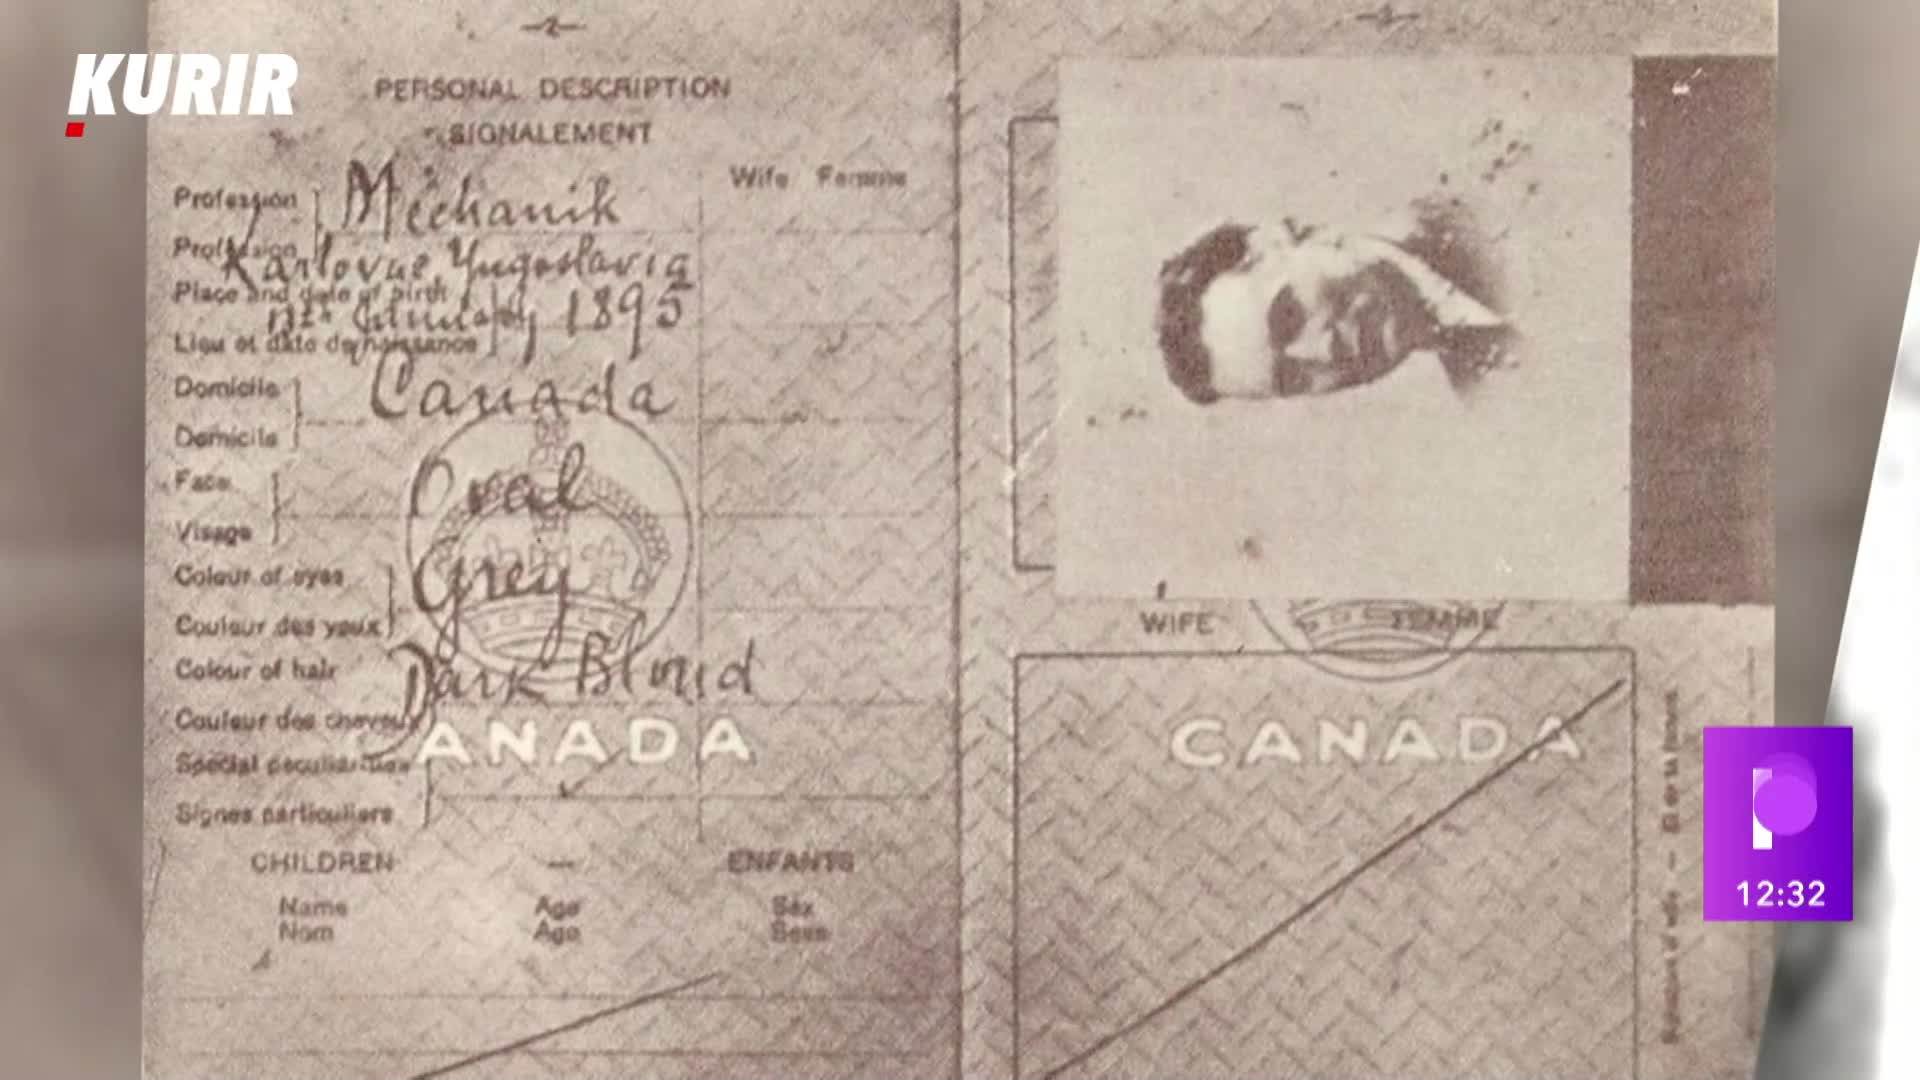 KURIR
PERSONAL DESCRIPTION
SIGNALEMENT
Wife Femme
Profession
Mechanik
Profession
Karlovac, Yugoslavia
Place and date of birth
1895
Lieu et date de naissance
Domicile
Canada
Domicile
Face
Oval
Visage
Colour of eyes
Grey
Couleur des yeux
Colour of hair
Dark Blond
Couleur des cheveux
Special peculiarities
Signes particuliers
CHILDREN — ENFANTS
Name Age Sex
Nom Age Sexe
WIFE FEMME
ANADA
CANADA
12:32